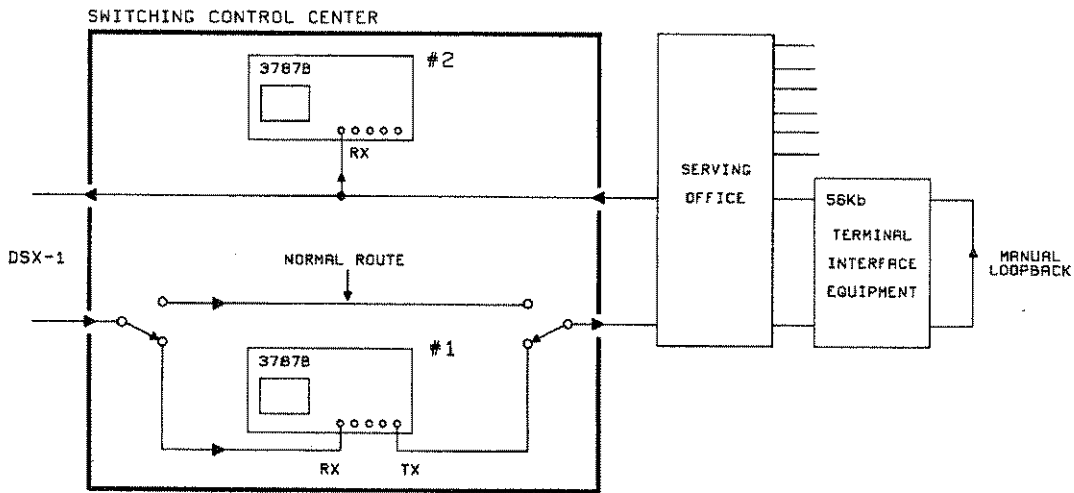 SWITCHING CONTROL CENTER
3787B
#2
RX
SERVING
OFFICE
56Kb
TERMINAL
INTERFACE
EQUIPMENT
MANUAL
LOOPBACK
DSX-1
NORMAL ROUTE
3787B
#1
RX
TX